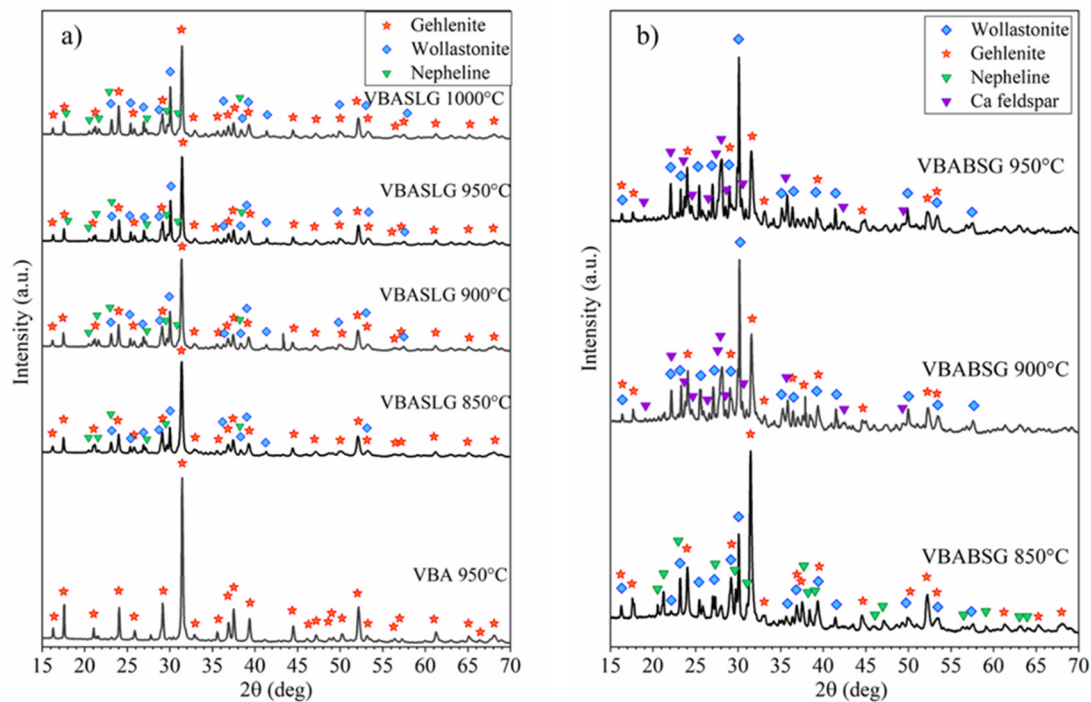 a)
Gehlenite
Wollastonite
Nepheline
VBASLG 1000°C
VBASLG 950°C
VBASLG 900°C
VBASLG 850°C
VBA 950°C
Intensity (a.u.)
15 20 25 30 35 40 45 50 55 60 65 70
2θ (deg)
b)
Wollastonite
Gehlenite
Nepheline
Ca feldspar
VBABSG 950°C
VBABSG 900°C
VBABSG 850°C
Intensity (a.u.)
15 20 25 30 35 40 45 50 55 60 65 70
2θ (deg)